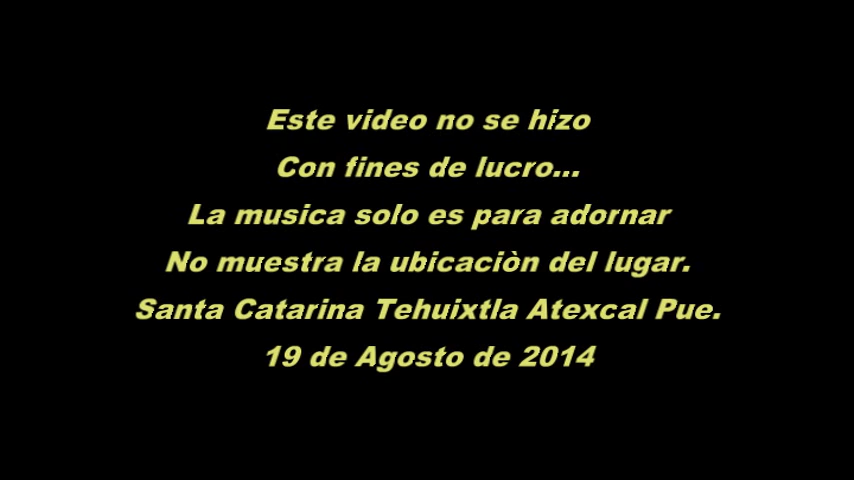 Este video no se hizo
Con fines de lucro...
La musica solo es para adornar
No muestra la ubicaciòn del lugar.
Santa Catarina Tehuixtla Atexcal Pue.
19 de Agosto de 2014